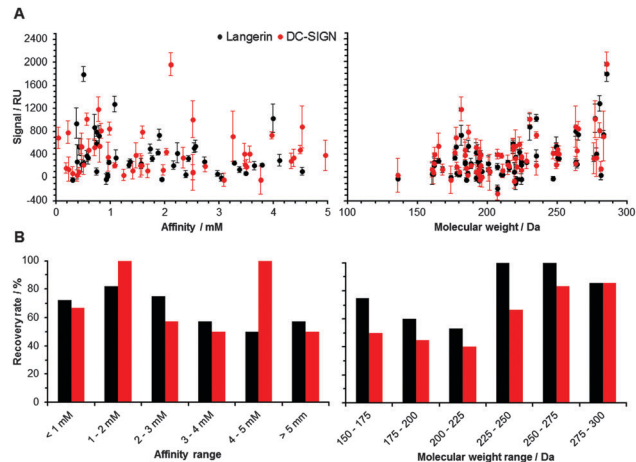 A
Langerin DC-SIGN
Signal / RU
2400
2000
1600
1200
800
400
0
-400
0 1 2 3 4 5
Affinity / mM
100 150 200 250 300
Molecular weight / Da
B
Recovery rate / %
100
80
60
40
20
0
< 1 mM
1 - 2 mM
2 - 3 mM
3 - 4 mM
4 - 5 mM
> 5 mm
Affinity range
150 - 175
175 - 200
200 - 225
225 - 250
250 - 275
275 - 300
Molecular weight range / Da